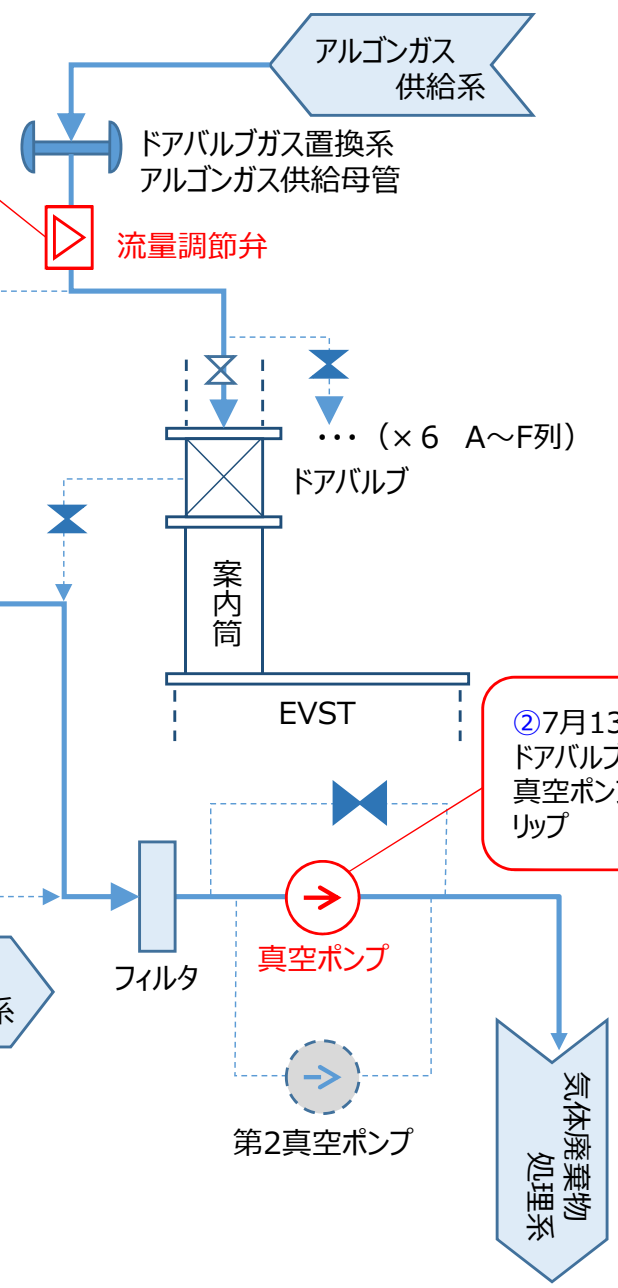 アルゴンガス
供給系
ドアバルブガス置換系
アルゴンガス供給母管
流量調節弁
・・・（×６ A～F列）
ドアバルブ
案内筒
EVST
②7月13
ドアバルブ
真空ポンプ
リップ
真空ポンプ
フィルタ
系
第2真空ポンプ
気体廃棄物
処理系